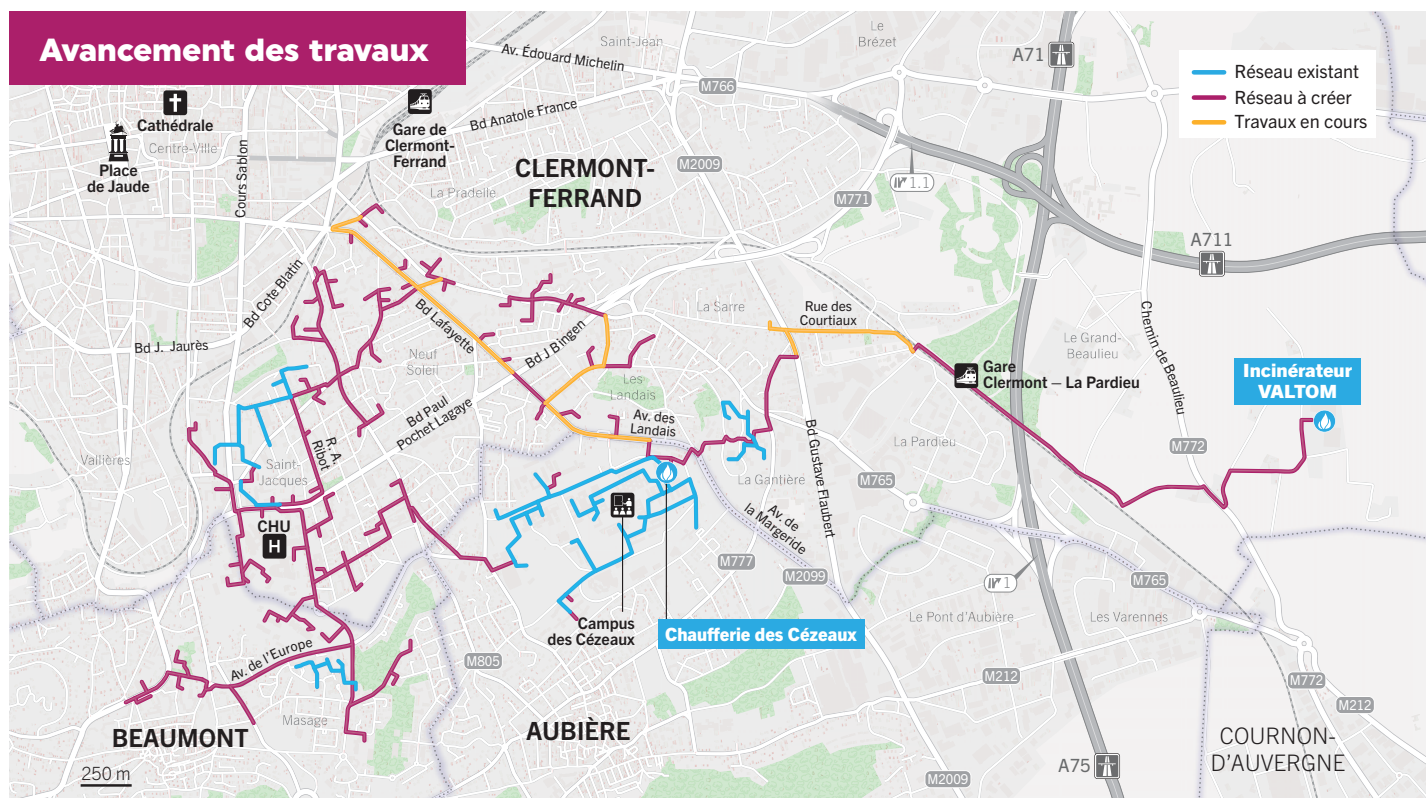 Avancement des travaux
Réseau existant
Réseau à créer
Travaux en cours
Saint-Jean
Av. Édouard Michelin
Le
Brézet
A71
M766
Cathédrale
Centre-Ville
Place
de Jaude
Cours Sablon
Gare de
Clermont-
Ferrand
Bd Anatole France
La Pradelle
CLERMONT-
FERRAND
M2009
1.1
M771
A711
Bd Cote Blatin
Bd J. Jaurès
Bd Lafayette
Bd J Bingen
Neuf
Soleil
La Sarre
Rue des
Courtiaux
Le Grand-
Beaulieu
Chemin de Beaulieu
Gare
Clermont – La Pardieu
Incinérateur
VALTOM
Les
Landais
Av. des
Landais
Bd Paul
Pochet Lagaye
R. A.
Ribot
Vallières
Saint-
Jacques
Bd Gustave Flaubert
La Pardieu
M772
La Gantière
M765
CHU
H
Av. de
la Margeride
M777
M2099
1
M765
Campus
des Cézeaux
Chaufferie des Cézeaux
Le Pont d'Aubière
Les Varennes
Av. de l'Europe
M805
M212
M772
M212
Masage
BEAUMONT
AUBIÈRE
COURNON-
D'AUVERGNE
250 m
M2009
A75